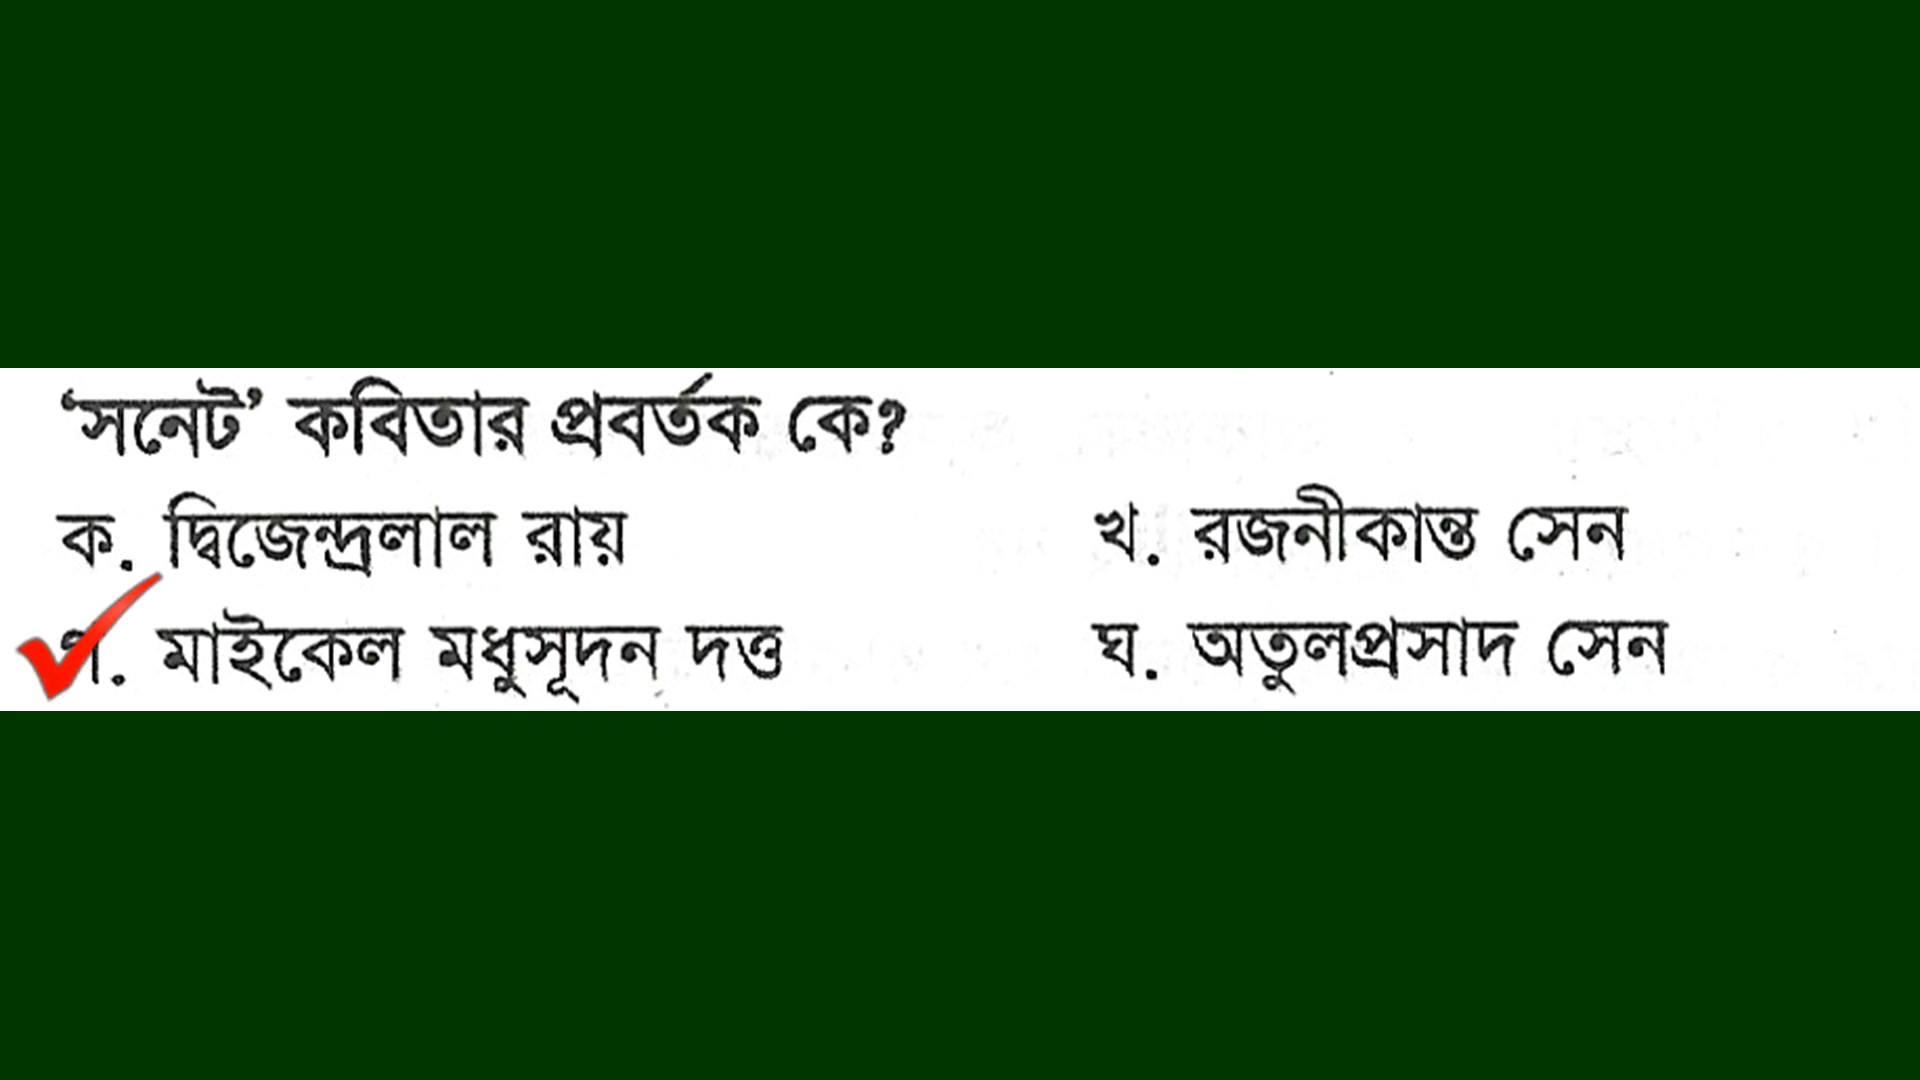 ‘সনেট’ কবিতার প্রবর্তক কে?
ক. দ্বিজেন্দ্রলাল রায় খ. রজনীকান্ত সেন
গ. মাইকেল মধুসূদন দত্ত ঘ. অতুলপ্রসাদ সেন